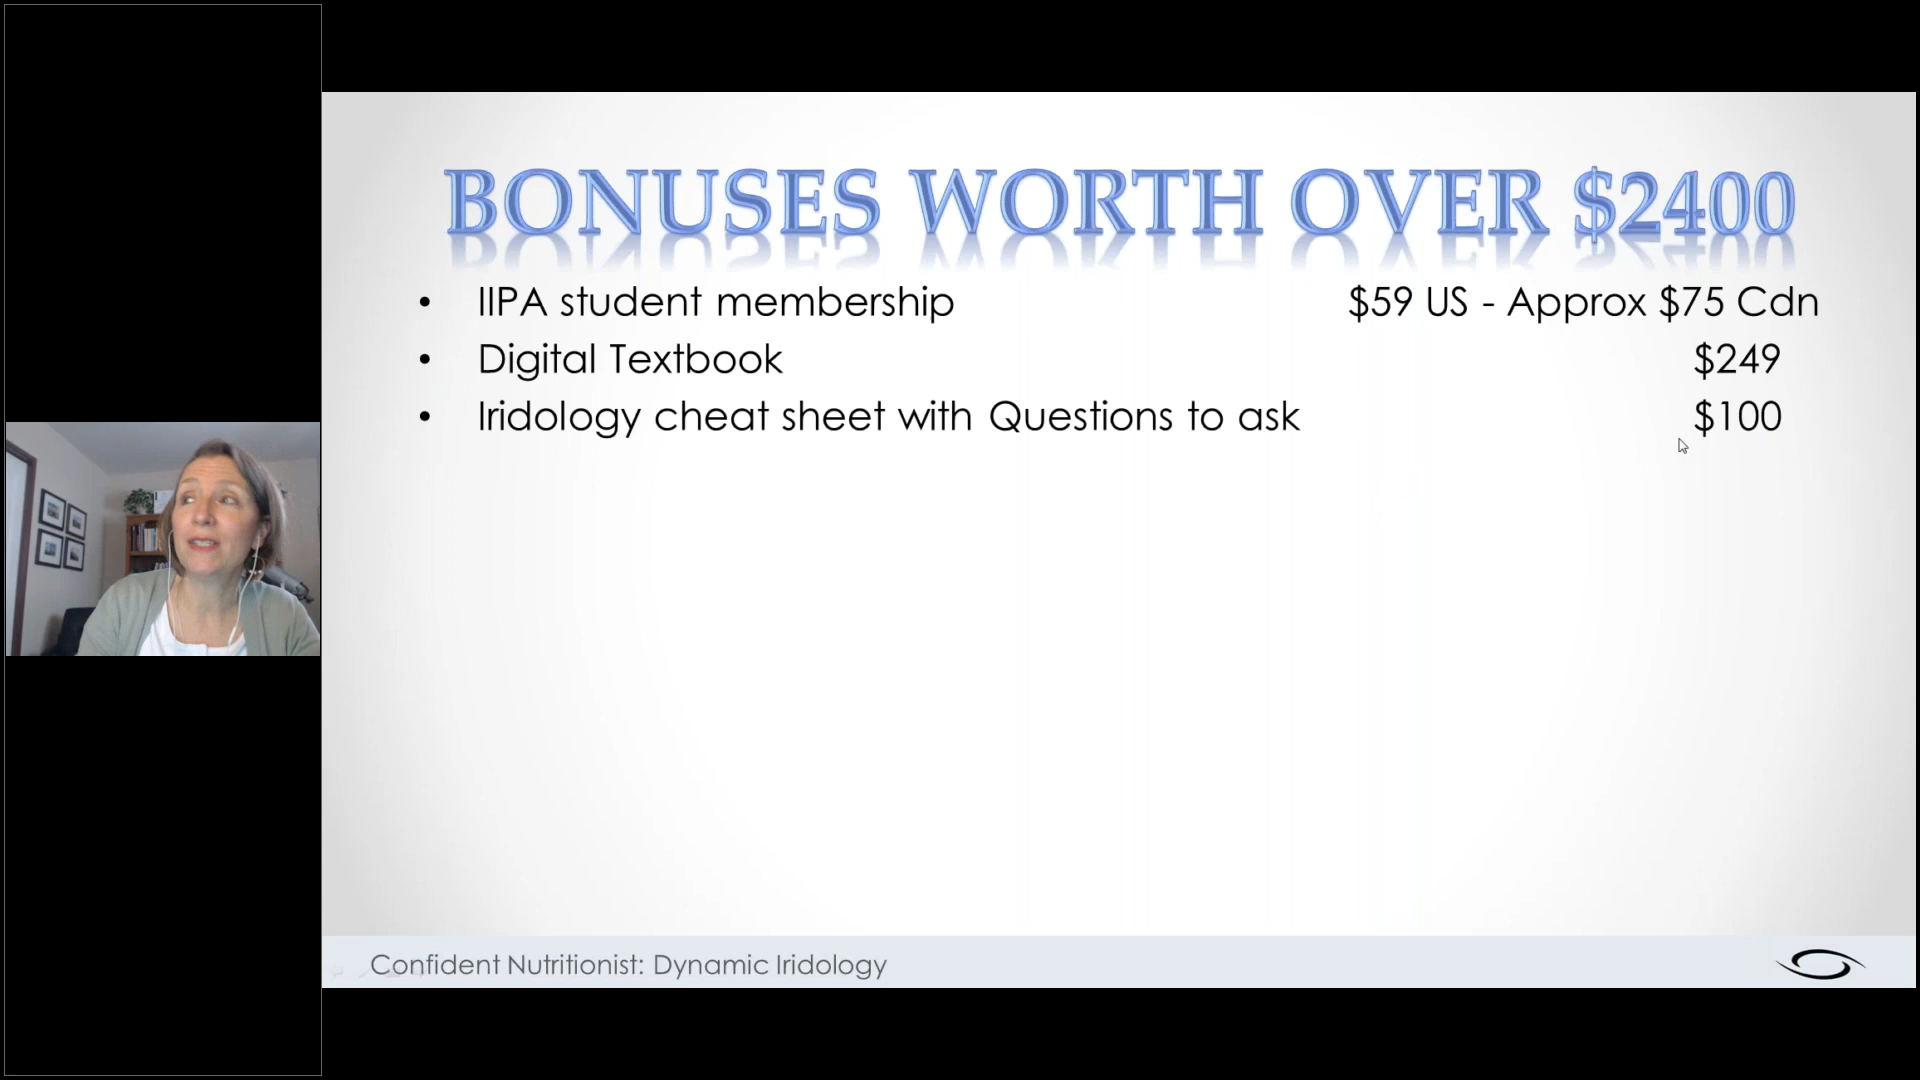 BONUSES WORTH OVER $2400
• IIPA student membership $59 US - Approx $75 Cdn
• Digital Textbook $249
• Iridology cheat sheet with Questions to ask $100
Confident Nutritionist: Dynamic Iridology